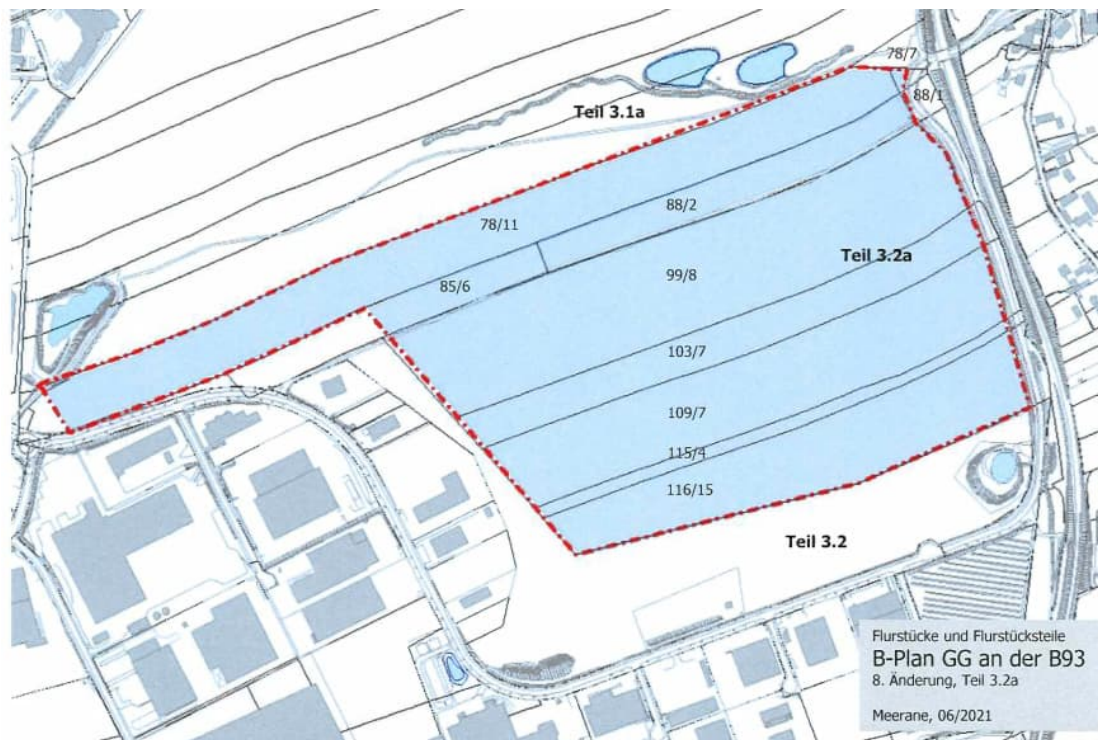 78/7
88/1
Teil 3.1a
88/2
78/11
Teil 3.2a
99/8
85/6
103/7
109/7
115/4
116/15
Teil 3.2
Flurstücke und Flurstücksteile
B-Plan GG an der B93
8. Änderung, Teil 3.2a
Meerane, 06/2021